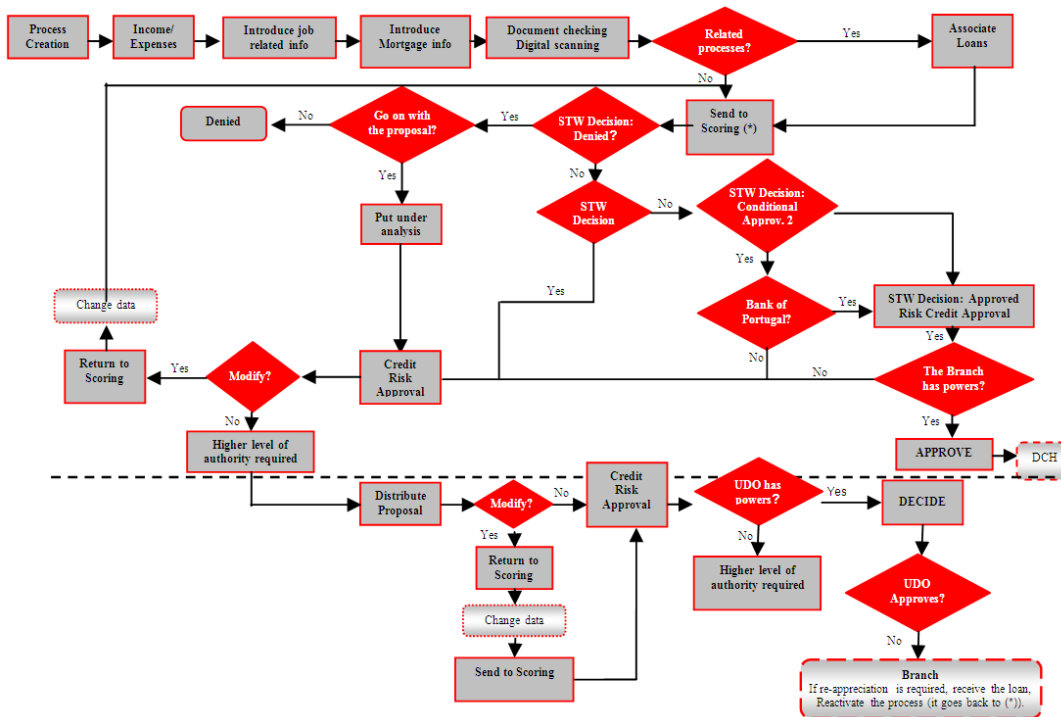 Process
Creation
Income/
Expenses
Introduce job
related info
Introduce
Mortgage info
Document checking
Digital scanning
Related
processes?
Yes
Associate
Loans
No
Denied
No
Go on with
the proposal?
Yes
STW Decision:
Denied?
Send to
Scoring (*)
Yes
No
Put under
analysis
STW
Decision
No
STW Decision:
Conditional
Approv. 2
Yes
Yes
Change data
Bank of
Portugal?
Yes
STW Decision: Approved
Risk Credit Approval
Yes
Return to
Scoring
Yes
Modify?
Credit
Risk
Approval
No
No
The Branch
has powers?
No
Yes
Higher level of
authority required
APPROVE
DCH
Distribute
Proposal
Modify?
No
Credit
Risk
Approval
UDO has
powers?
Yes
DECIDE
Yes
No
Return to
Scoring
Higher level of
authority required
UDO
Approves?
Change data
No
Send to Scoring
Branch
If re-appreciation is required, receive the loan,
Reactivate the process (it goes back to (*)).